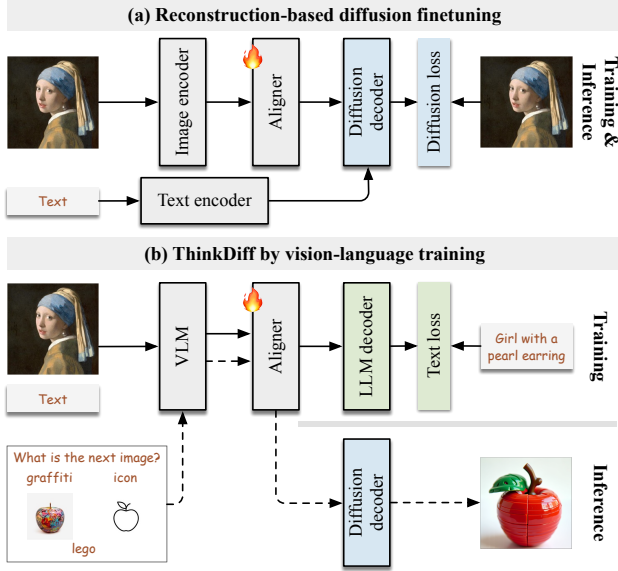 (a) Reconstruction-based diffusion finetuning
Image encoder
Aligner
Diffusion
decoder
Diffusion loss
Training &
Inference
Text
Text encoder
(b) ThinkDiff by vision-language training
VLM
Aligner
LLM decoder
Text loss
Girl with a
pearl earring
Training
Text
What is the next image?
graffiti icon
lego
Diffusion
decoder
Inference